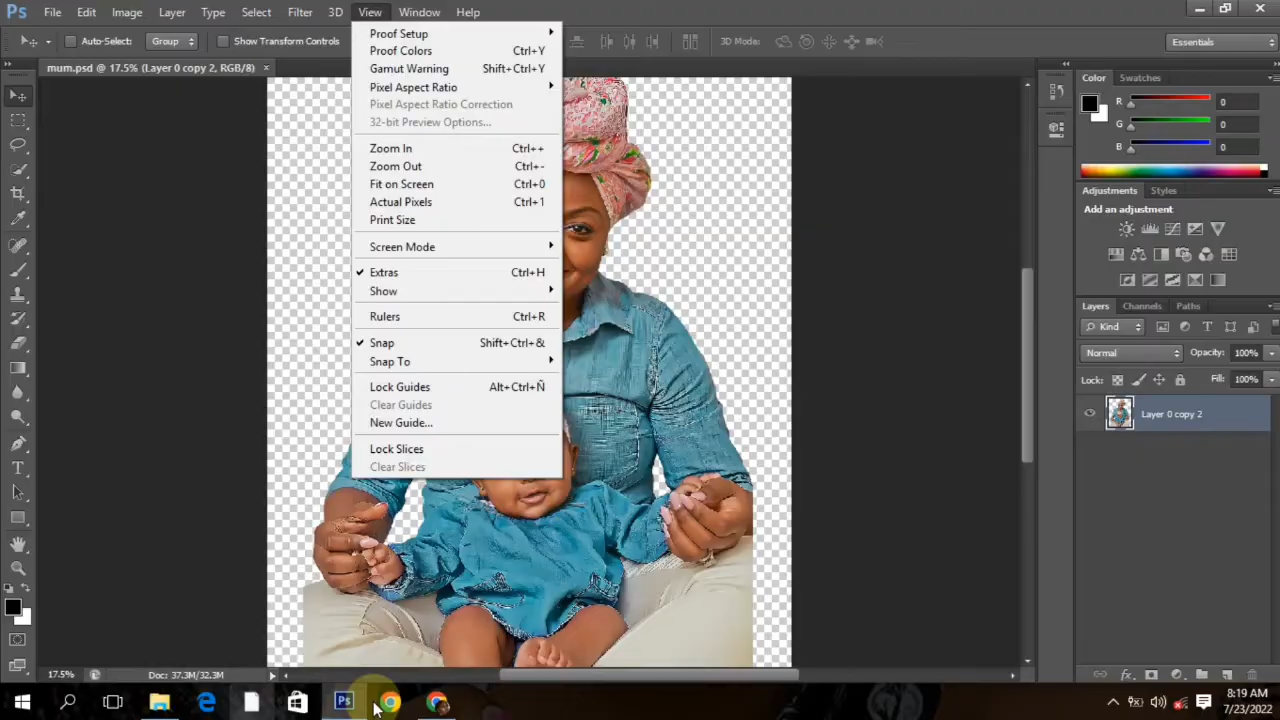 Ps File Edit Image Layer Type Select Filter 3D View Window Help
Auto-Select: Group Show Transform Controls 3D Mode: Essentials
mum.psd @ 17.5% (Layer 0 copy 2, RGB/8) ×
Proof Setup
Proof Colors Ctrl+Y
Gamut Warning Shift+Ctrl+Y
Pixel Aspect Ratio
Pixel Aspect Ratio Correction
32-bit Preview Options...
Zoom In Ctrl++
Zoom Out Ctrl+-
Fit on Screen Ctrl+0
Actual Pixels Ctrl+1
Print Size
Screen Mode
Extras Ctrl+H
Show
Rulers Ctrl+R
Snap Shift+Ctrl+&
Snap To
Lock Guides Alt+Ctrl+Ñ
Clear Guides
New Guide...
Lock Slices
Clear Slices
Color Swatches
R 0
G 0
B 0
Adjustments Styles
Add an adjustment
Layers Channels Paths
Kind
Normal Opacity: 100%
Lock: Fill: 100%
Layer 0 copy 2
17.5% Doc: 37.3M/32.3M
Ps
8:19 AM
7/23/2022